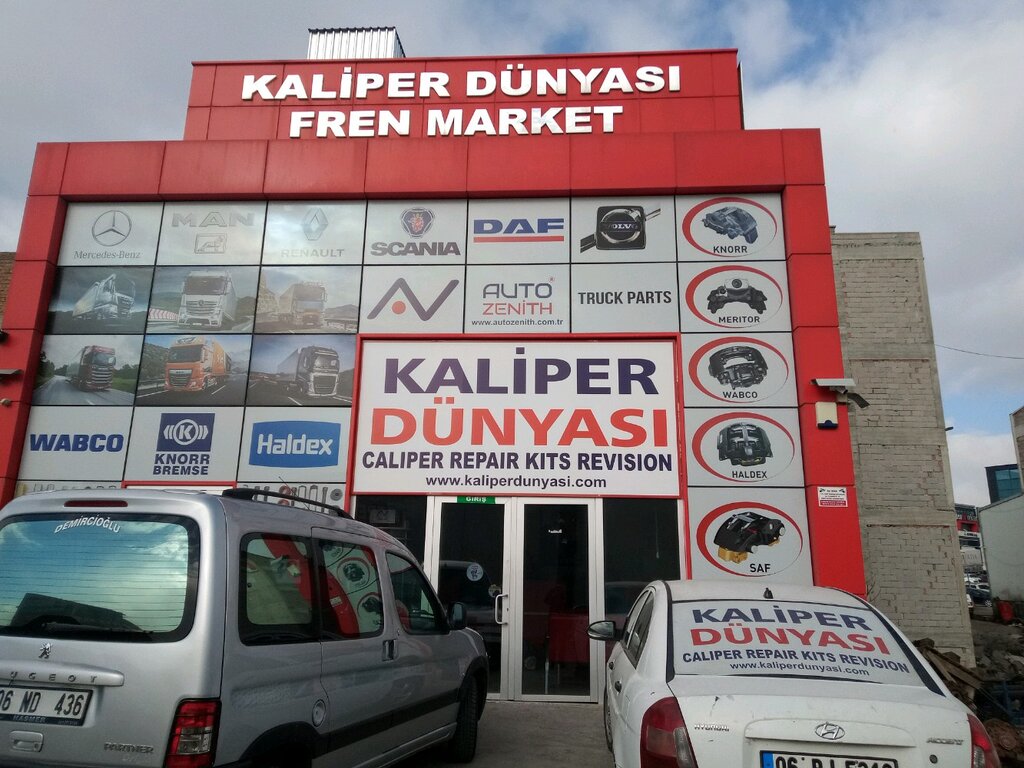 KALİPER DÜNYASI
FREN MARKET
Mercedes-Benz
MAN
RENAULT
SCANIA
DAF
VOLVO
KNORR
AUTO
ZENİTH
www.autozenith.com.tr
TRUCK PARTS
MERITOR
KALİPER
DÜNYASI
CALIPER REPAIR KITS REVISION
www.kaliperdunyasi.com
WABCO
WABCO
KNORR
BREMSE
Haldex
HALDEX
SAF
GİRİŞ
DEMİRCİOĞLU
PEUGEOT
06 ND 436
PARTNER
KALİPER
DÜNYASI
CALIPER REPAIR KITS REVISION
www.kaliperdunyasi.com
HYUNDAI
ACCENT